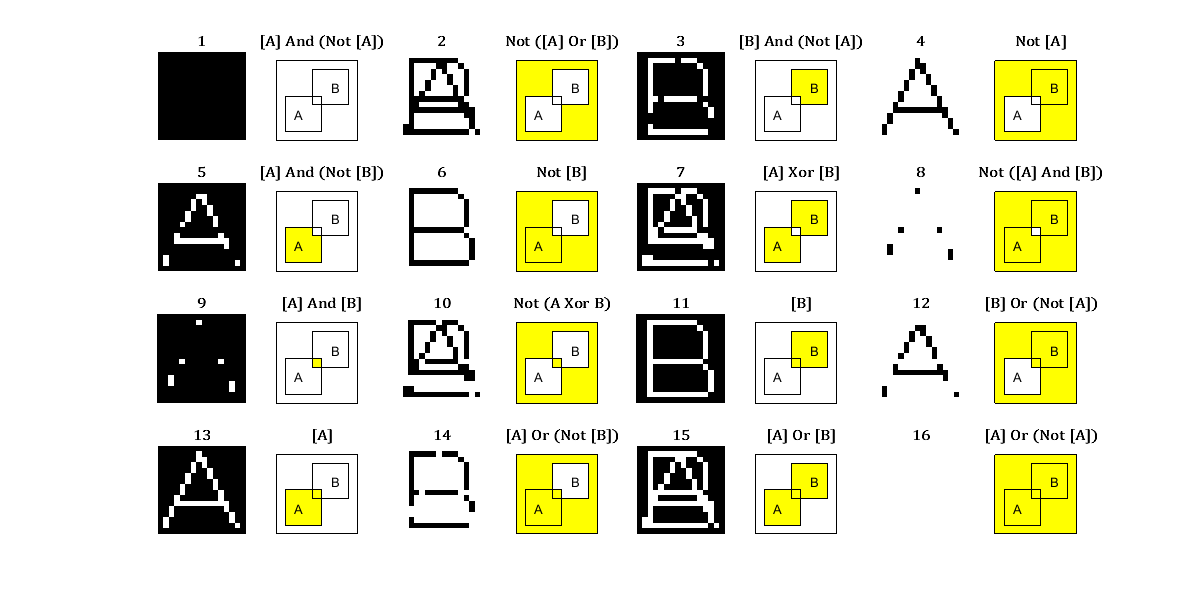 1 [A] And (Not [A]) 2 Not ([A] Or [B]) 3 [B] And (Not [A]) 4 Not [A]
B B B B
A A A A
5 [A] And (Not [B]) 6 Not [B] 7 [A] Xor [B] 8 Not ([A] And [B])
B B B B
A A A A
9 [A] And [B] 10 Not (A Xor B) 11 [B] 12 [B] Or (Not [A])
B B B B
A A A A
13 [A] 14 [A] Or (Not [B]) 15 [A] Or [B] 16 [A] Or (Not [A])
B B B B
A A A A